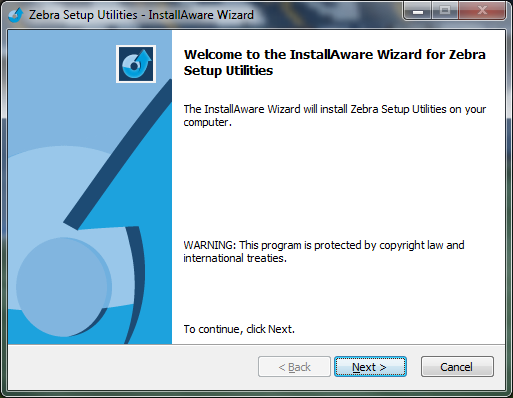 Zebra Setup Utilities - InstallAware Wizard
Welcome to the InstallAware Wizard for Zebra
Setup Utilities
The InstallAware Wizard will install Zebra Setup Utilities on your
computer.
WARNING: This program is protected by copyright law and
international treaties.
To continue, click Next.
< Back Next > Cancel